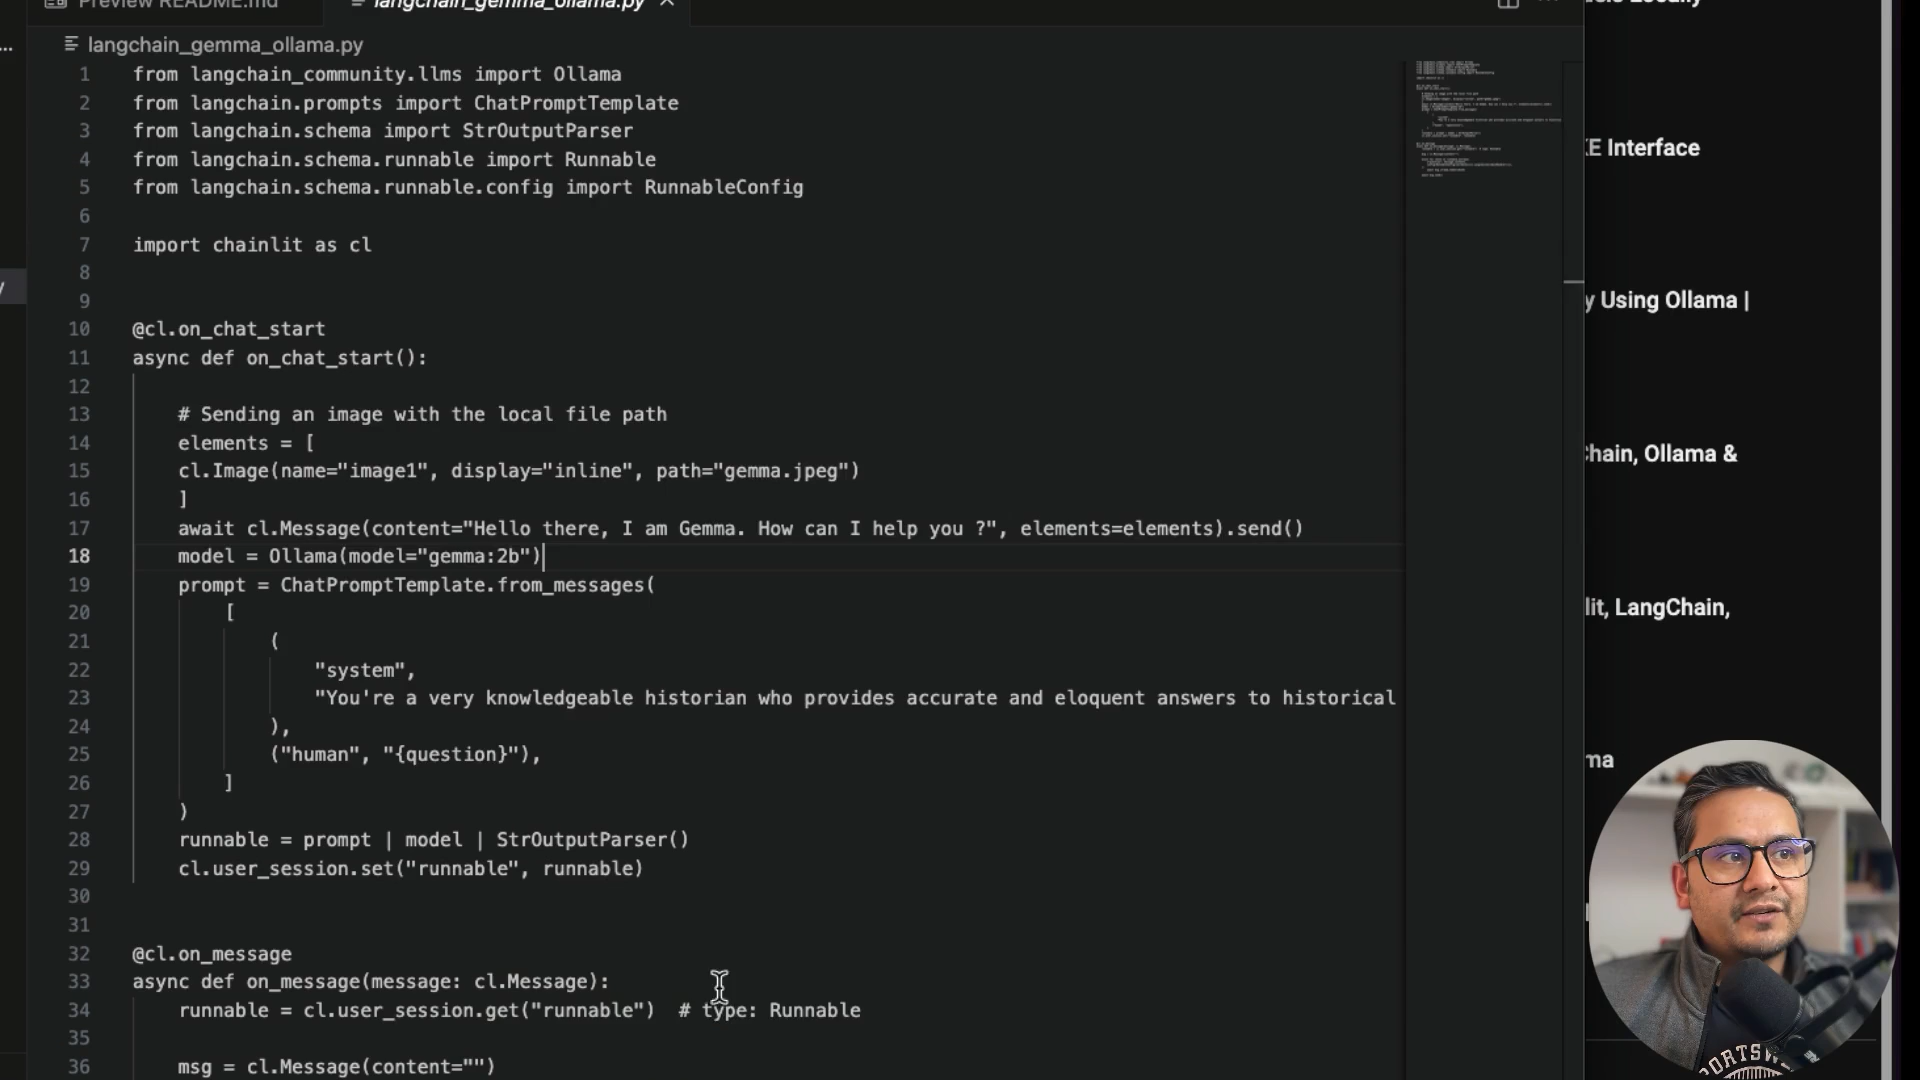 Preview README.md
langchain_gemma_ollama.py
langchain_gemma_ollama.py
1 from langchain_community.llms import Ollama
2 from langchain.prompts import ChatPromptTemplate
3 from langchain.schema import StrOutputParser
4 from langchain.schema.runnable import Runnable
5 from langchain.schema.runnable.config import RunnableConfig
6
7 import chainlit as cl
8
9
10 @cl.on_chat_start
11 async def on_chat_start():
12
13 # Sending an image with the local file path
14 elements = [
15 cl.Image(name="image1", display="inline", path="gemma.jpeg")
16 ]
17 await cl.Message(content="Hello there, I am Gemma. How can I help you ?", elements=elements).send()
18 model = Ollama(model="gemma:2b")
19 prompt = ChatPromptTemplate.from_messages(
20 [
21 (
22 "system",
23 "You're a very knowledgeable historian who provides accurate and eloquent answers to historical
24 ),
25 ("human", "{question}"),
26 ]
27 )
28 runnable = prompt | model | StrOutputParser()
29 cl.user_session.set("runnable", runnable)
30
31
32 @cl.on_message
33 async def on_message(message: cl.Message):
34 runnable = cl.user_session.get("runnable") # type: Runnable
35
36 msg = cl.Message(content="")
Locally
Interface
Using Ollama |
Ollama &
LangChain,